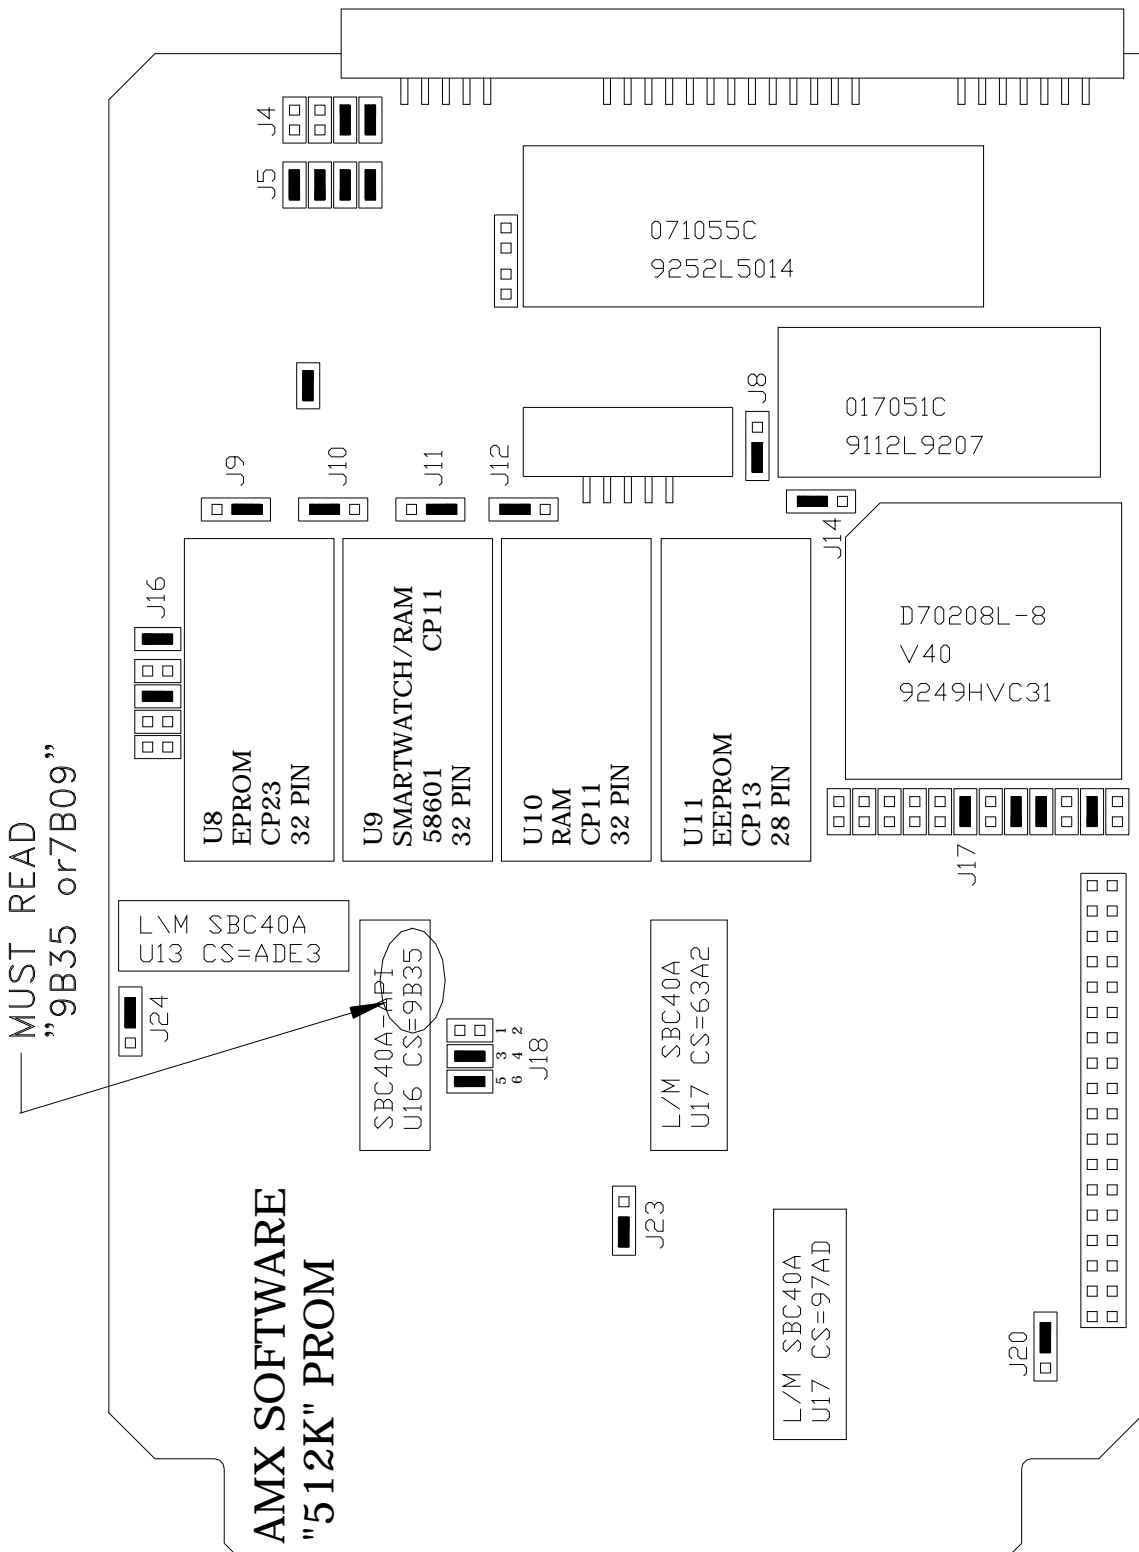 J4
J5
071055C
9252L5014
017051C
9112L9207
J8
J9
J10
J11
J12
J14
J16
D70208L-8
V40
9249HVC31
U8
EPROM
CP23
32 PIN
U9
SMARTWATCH/RAM
58601 CP11
32 PIN
U10
RAM
CP11
32 PIN
U11
EEPROM
CP13
28 PIN
J17
MUST READ
"9B35 or7B09"
L\M SBC40A
U13 CS=ADE3
J24
SBC40A-API
U16 CS=9B35
1 2
3 4
5 6
J18
L/M SBC40A
U17 CS=63A2
J23
L/M SBC40A
U17 CS=97AD
J20
AMX SOFTWARE
"512K" PROM